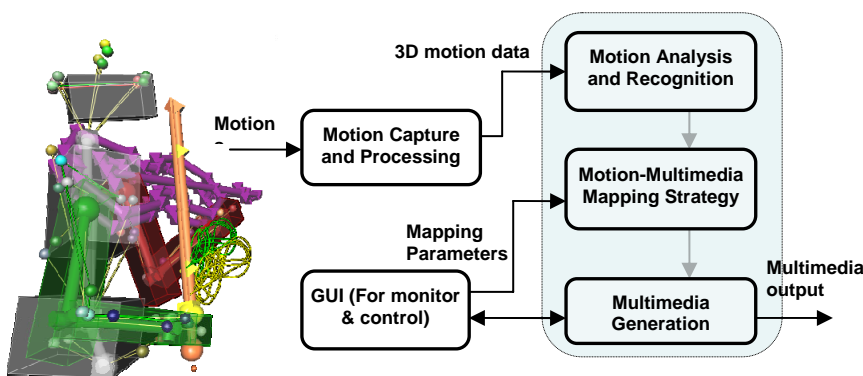 3D motion data
Motion Analysis
and Recognition
Motion
Motion Capture
and Processing
Motion-Multimedia
Mapping Strategy
Mapping
Parameters
GUI (For monitor
& control)
Multimedia
Generation
Multimedia
output